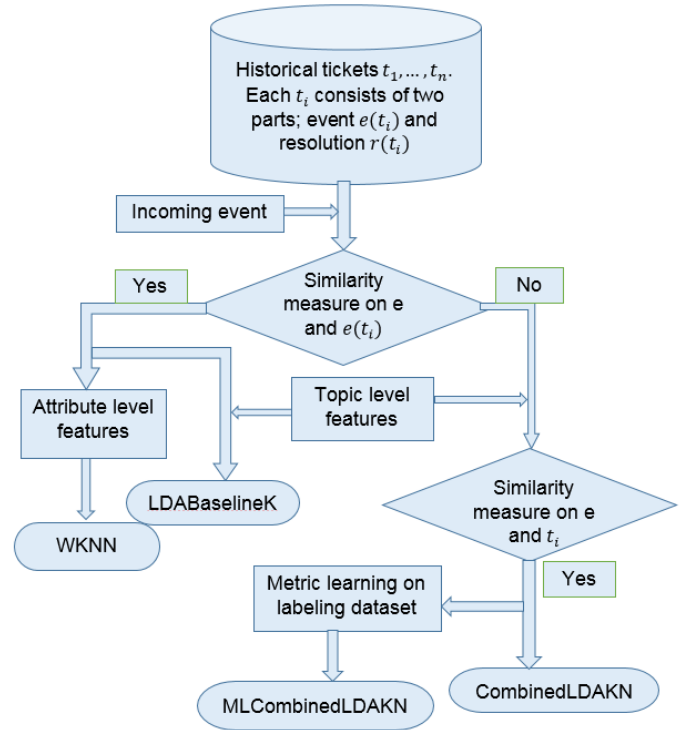 Historical tickets t₁, …, tₙ.
Each tᵢ consists of two
parts; event e(tᵢ) and
resolution r(tᵢ)
Incoming event
Yes
Similarity
measure on e
and e(tᵢ)
No
Attribute level
features
Topic level
features
LDABaselineK
WKNN
Similarity
measure on e
and tᵢ
Yes
Metric learning on
labeling dataset
MLCombinedLDAKN
CombinedLDAKN